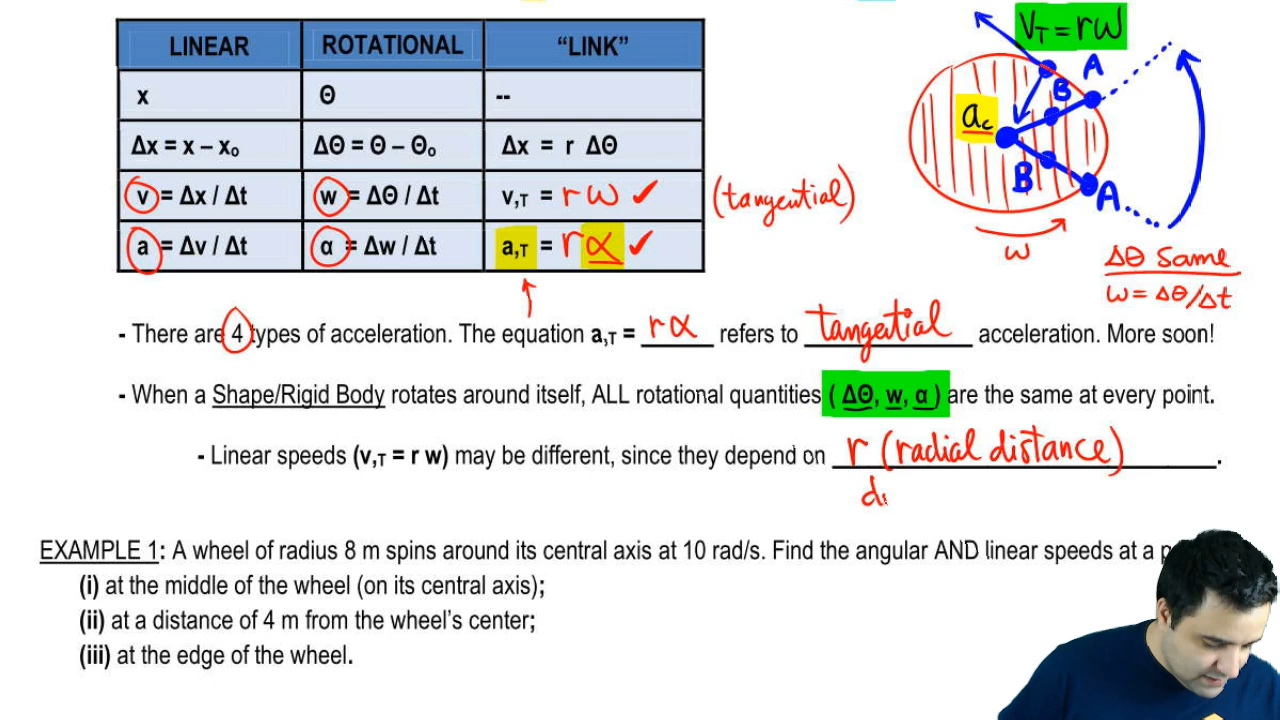 LINEAR ROTATIONAL “LINK”
x Θ --
Δx = x – x₀ ΔΘ = Θ – Θ₀ Δx = r ΔΘ
v = Δx / Δt w = ΔΘ / Δt v,T = rω ✓ (tangential)
a = Δv / Δt α = Δw / Δt a,T = rα ✓
VT = rω
A
B
ac
B
A
ω
Δθ same
ω = Δθ/Δt
- There are 4 types of acceleration. The equation a,T = rα refers to tangential acceleration. More soon!
- When a Shape/Rigid Body rotates around itself, ALL rotational quantities ( ΔΘ, w, α ) are the same at every point.
- Linear speeds (v,T = r w) may be different, since they depend on r (radial distance) .
di
EXAMPLE 1: A wheel of radius 8 m spins around its central axis at 10 rad/s. Find the angular AND linear speeds at a
(i) at the middle of the wheel (on its central axis);
(ii) at a distance of 4 m from the wheel’s center;
(iii) at the edge of the wheel.